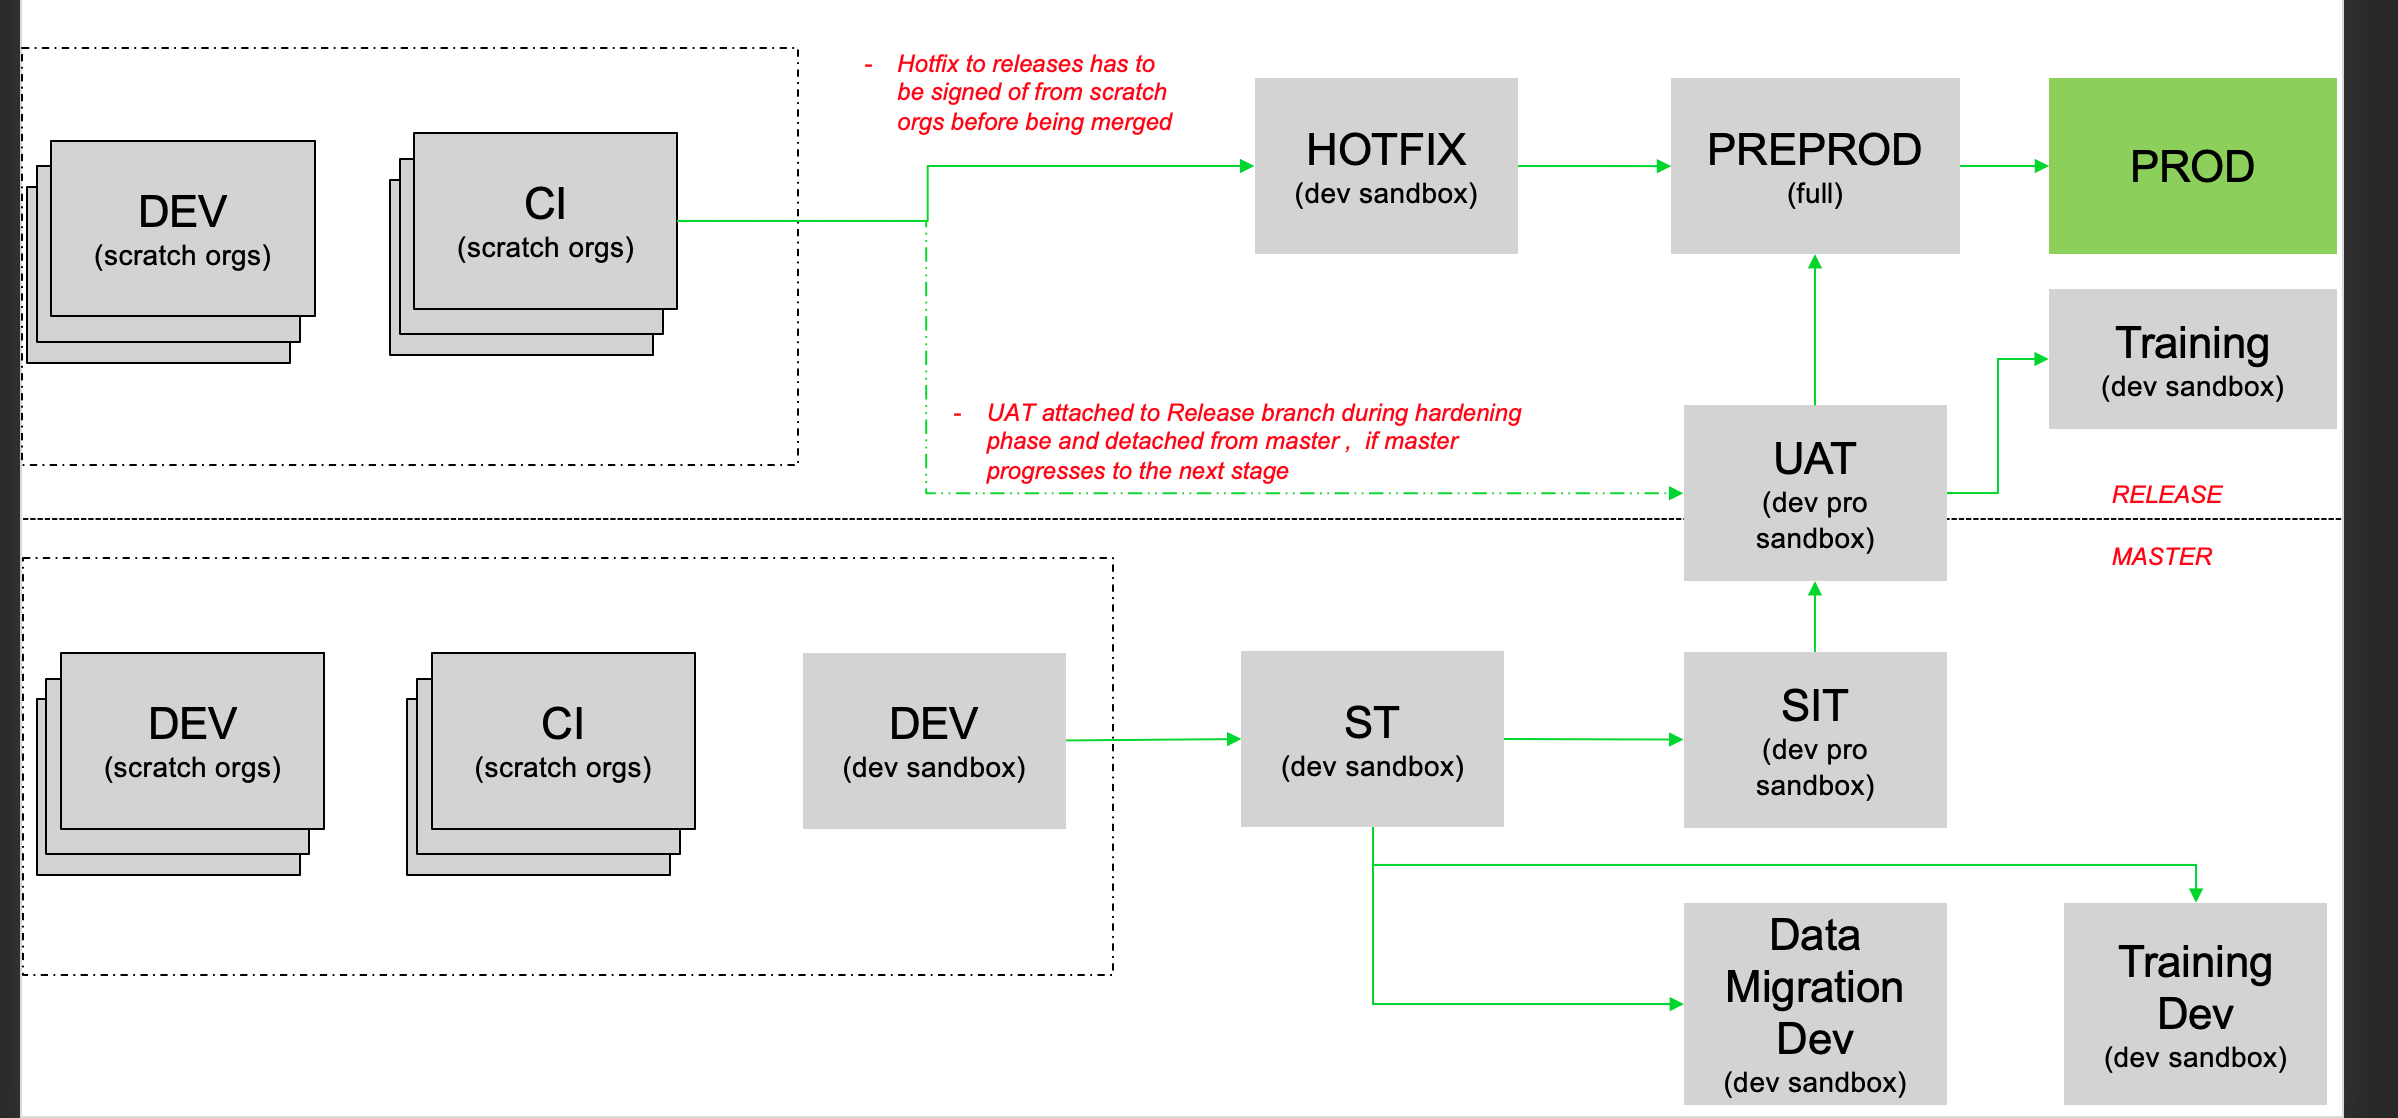 - Hotfix to releases has to
be signed of from scratch
orgs before being merged
DEV
(scratch orgs)
CI
(scratch orgs)
HOTFIX
(dev sandbox)
PREPROD
(full)
PROD
Training
(dev sandbox)
- UAT attached to Release branch during hardening
phase and detached from master , if master
progresses to the next stage
UAT
(dev pro
sandbox)
RELEASE
MASTER
DEV
(scratch orgs)
CI
(scratch orgs)
DEV
(dev sandbox)
ST
(dev sandbox)
SIT
(dev pro
sandbox)
Data
Migration
Dev
(dev sandbox)
Training
Dev
(dev sandbox)